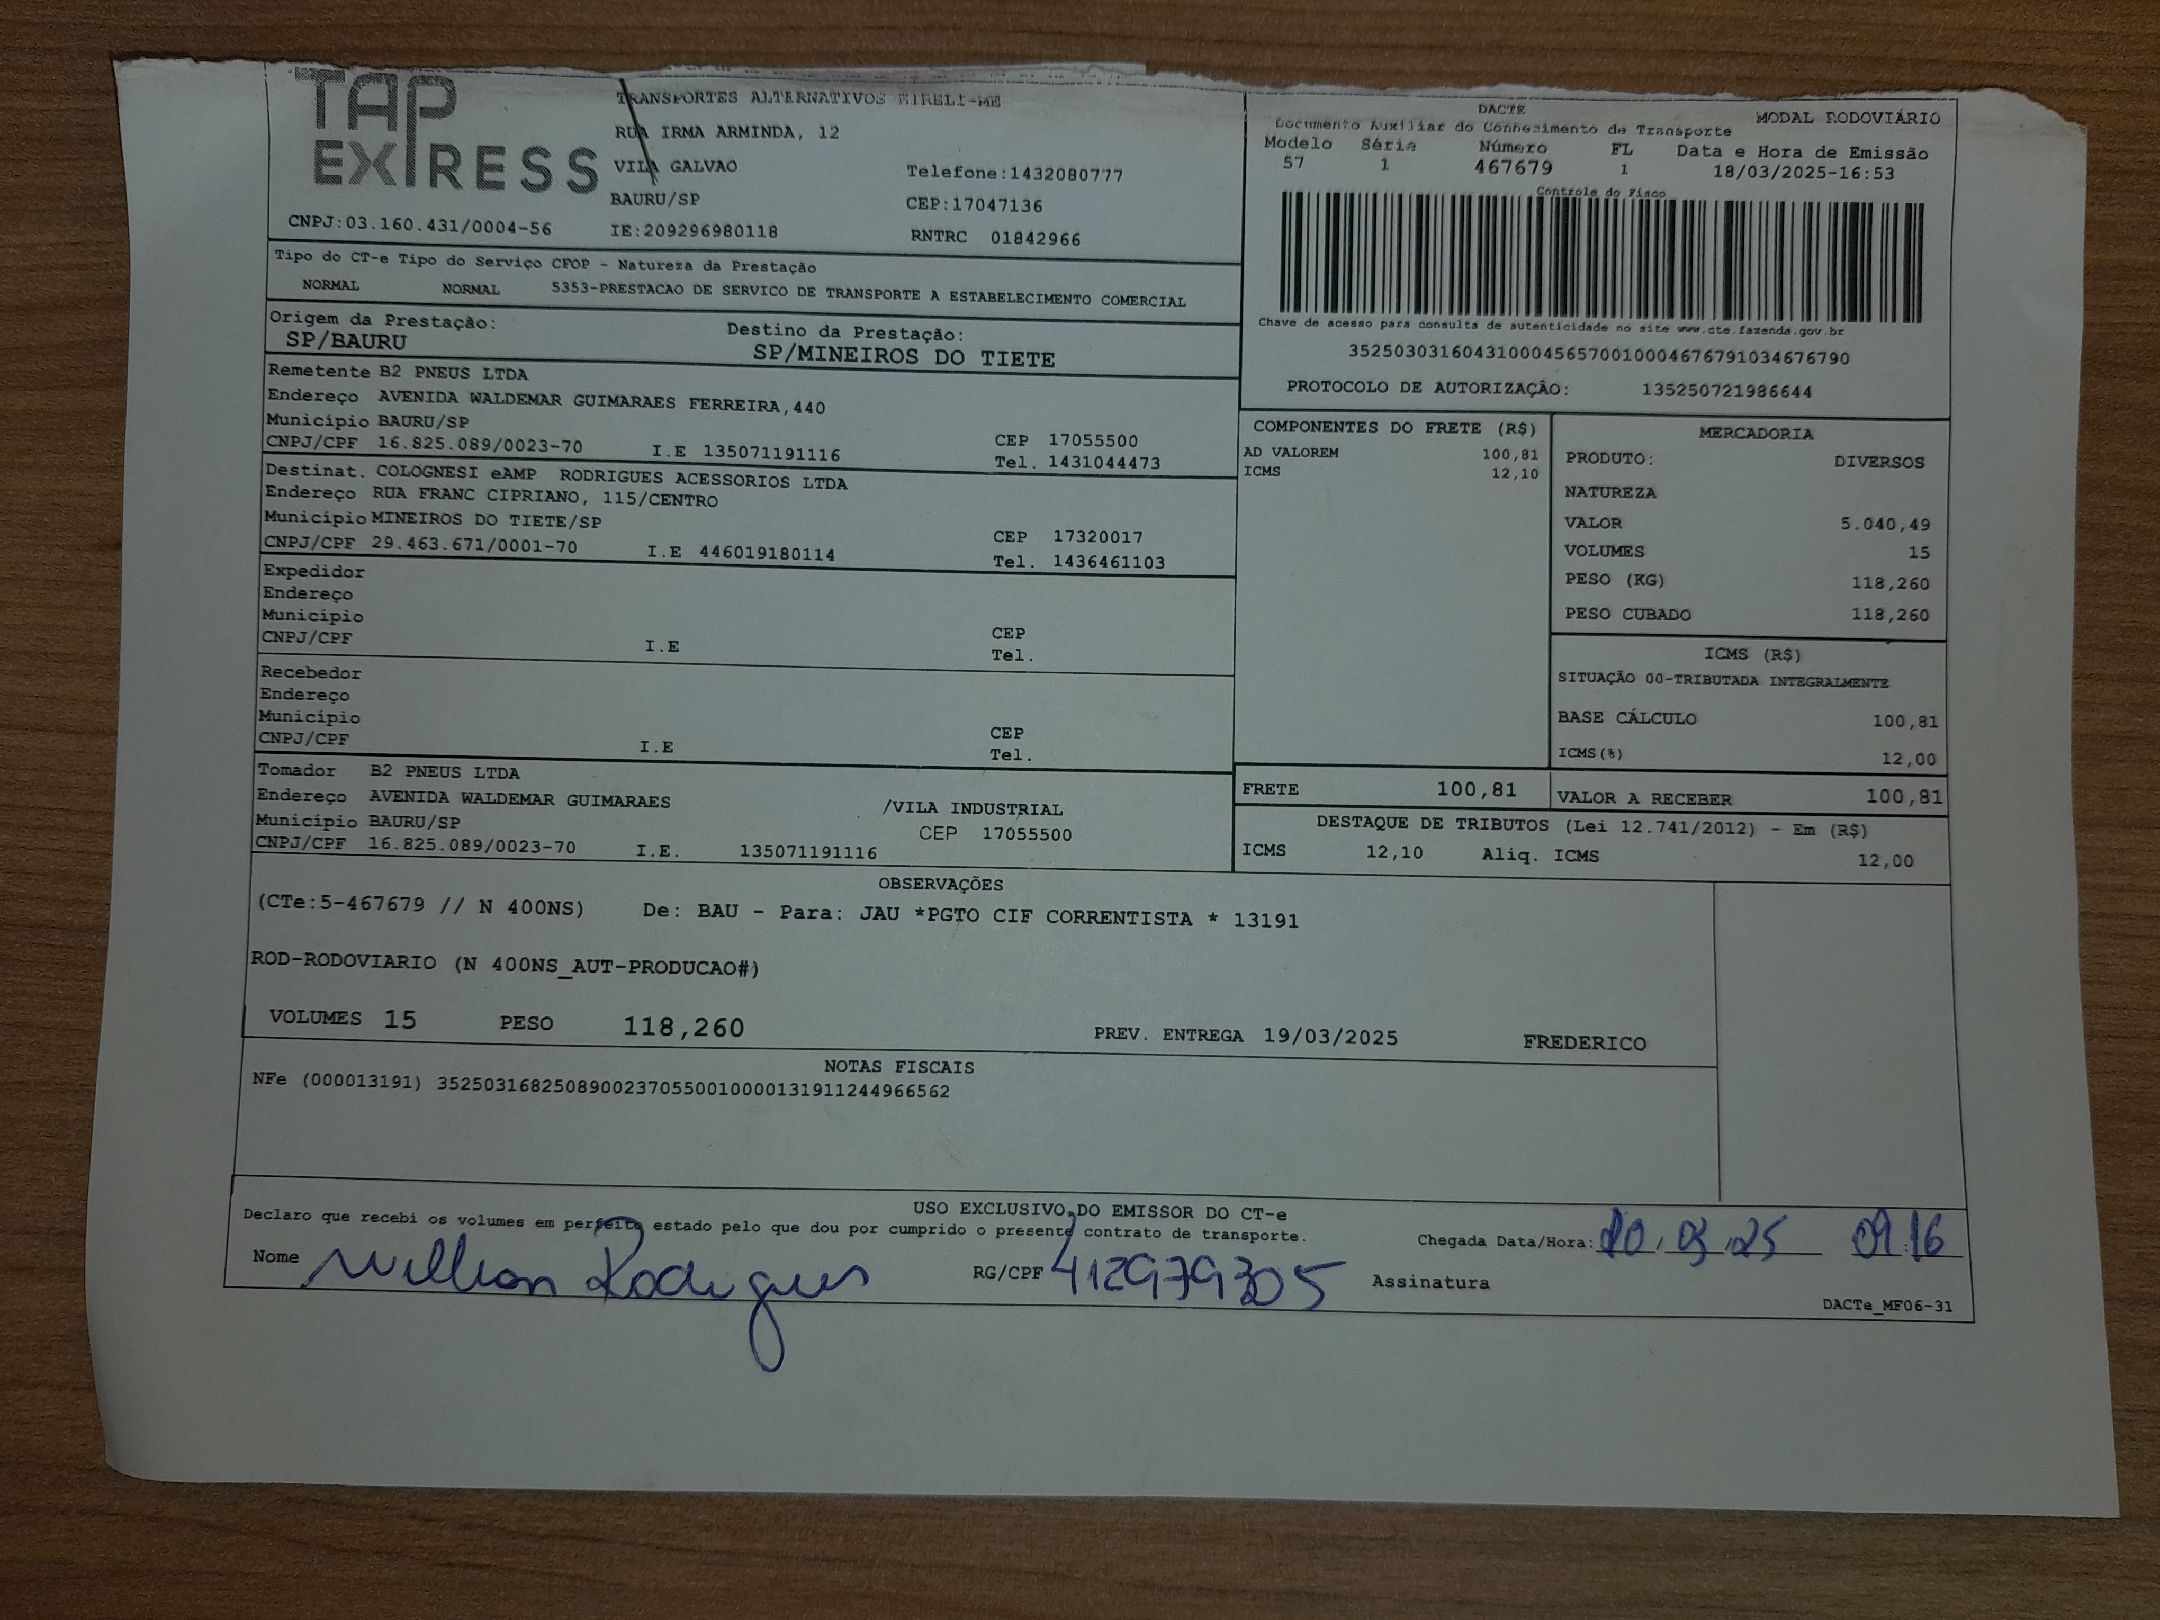 TAP
EXPRESS
CNPJ:03.160.431/0004-56
TRANSPORTES ALTERNATIVOS EIRELI-ME
RUA IRMA ARMINDA, 12
VILA GALVAO Telefone:1432080777
BAURU/SP CEP:17047136
IE:209296980118 RNTRC 01842966
DACTE MODAL RODOVIÁRIO
Documento Auxiliar do Conhecimento de Transporte
Modelo Série Número FL Data e Hora de Emissão
57 1 467679 1 18/03/2025-16:53
Controle do Fisco
Chave de acesso para consulta de autenticidade no site www.cte.fazenda.gov.br
35250303160431000456570010004676791034676790
PROTOCOLO DE AUTORIZAÇÃO: 135250721986644
Tipo do CT-e Tipo do Serviço CFOP - Natureza da Prestação
NORMAL NORMAL 5353-PRESTACAO DE SERVICO DE TRANSPORTE A ESTABELECIMENTO COMERCIAL
Origem da Prestação: Destino da Prestação:
SP/BAURU SP/MINEIROS DO TIETE
Remetente B2 PNEUS LTDA
Endereço AVENIDA WALDEMAR GUIMARAES FERREIRA,440
Município BAURU/SP CEP 17055500
CNPJ/CPF 16.825.089/0023-70 I.E 135071191116 Tel. 1431044473
Destinat. COLOGNESI eAMP RODRIGUES ACESSORIOS LTDA
Endereço RUA FRANC CIPRIANO, 115/CENTRO
Município MINEIROS DO TIETE/SP CEP 17320017
CNPJ/CPF 29.463.671/0001-70 I.E 446019180114 Tel. 1436461103
Expedidor
Endereço
Município CEP
CNPJ/CPF I.E Tel.
Recebedor
Endereço
Município CEP
CNPJ/CPF I.E Tel.
Tomador B2 PNEUS LTDA
Endereço AVENIDA WALDEMAR GUIMARAES /VILA INDUSTRIAL
Município BAURU/SP CEP 17055500
CNPJ/CPF 16.825.089/0023-70 I.E. 135071191116
COMPONENTES DO FRETE (R$)
AD VALOREM 100,81
ICMS 12,10
MERCADORIA
PRODUTO: DIVERSOS
NATUREZA
VALOR 5.040,49
VOLUMES 15
PESO (KG) 118,260
PESO CUBADO 118,260
ICMS (R$)
SITUAÇÃO 00-TRIBUTADA INTEGRALMENTE
BASE CÁLCULO 100,81
ICMS(%) 12,00
FRETE 100,81 VALOR A RECEBER 100,81
DESTAQUE DE TRIBUTOS (Lei 12.741/2012) - Em (R$)
ICMS 12,10 Aliq. ICMS 12,00
OBSERVAÇÕES
(CTe:5-467679 // N 400NS) De: BAU - Para: JAU *PGTO CIF CORRENTISTA * 13191
ROD-RODOVIARIO (N 400NS_AUT-PRODUCAO#)
VOLUMES 15 PESO 118,260 PREV. ENTREGA 19/03/2025 FREDERICO
NOTAS FISCAIS
NFe (000013191) 35250316825089002370550010000131911244966562
USO EXCLUSIVO DO EMISSOR DO CT-e
Declaro que recebi os volumes em perfeito estado pelo que dou por cumprido o presente contrato de transporte.
Chegada Data/Hora: 20.03.25 09:16
Nome Willian Rodrigues RG/CPF 412979305 Assinatura
DACTe_MF06-31